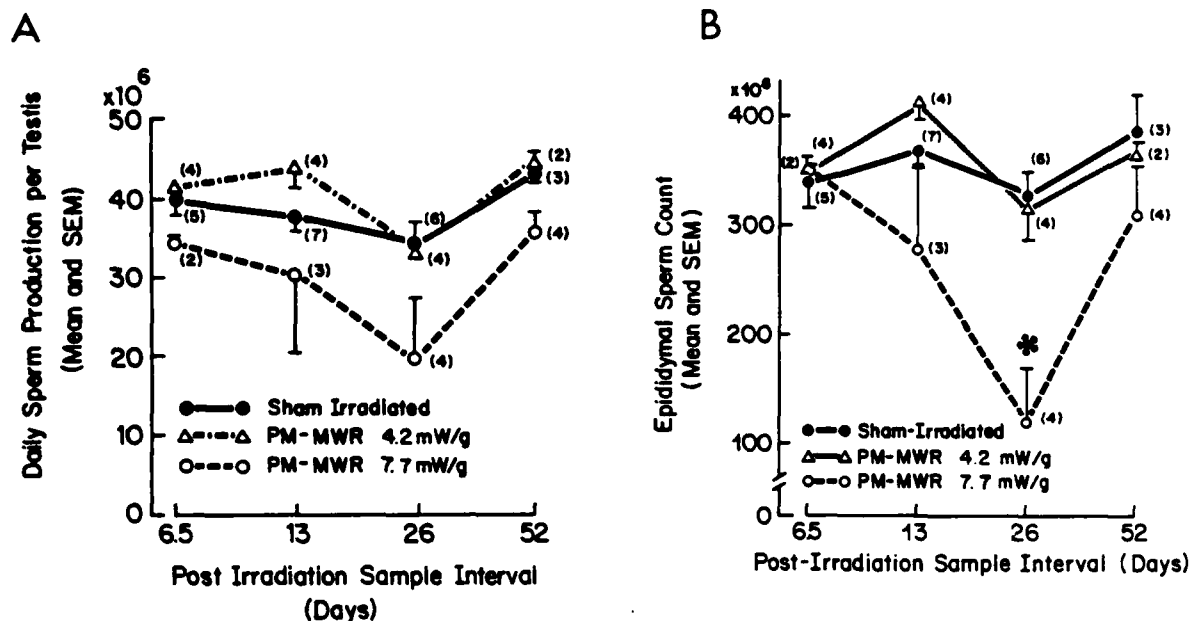 A
Daily Sperm Production per Testis
(Mean and SEM)
x10⁶
50
40
30
20
10
0
(4)
(4)
(6)
(2)
(3)
(5)
(7)
(4)
(2)
(3)
(4)
(4)
Sham Irradiated
PM-MWR 4.2 mW/g
PM-MWR 7.7 mW/g
6.5
13
26
52
Post Irradiation Sample Interval
(Days)
B
Epididymal Sperm Count
(Mean and SEM)
x10⁶
400
300
200
100
0
(4)
(4)
(2)
(7)
(6)
(3)
(2)
(5)
(4)
(3)
(4)
*
(4)
Sham-Irradiated
PM-MWR 4.2 mW/g
PM-MWR 7.7 mW/g
6.5
13
26
52
Post-Irradiation Sample Interval (Days)